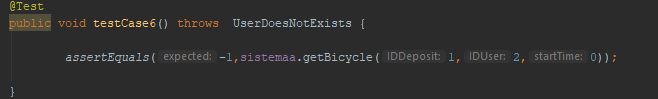 @Test
public void testCase6() throws UserDoesNotExists {
assertEquals( expected: -1,sistemaa.getBicycle( IDDeposit: 1, IDUser: 2, startTime: 0));
}